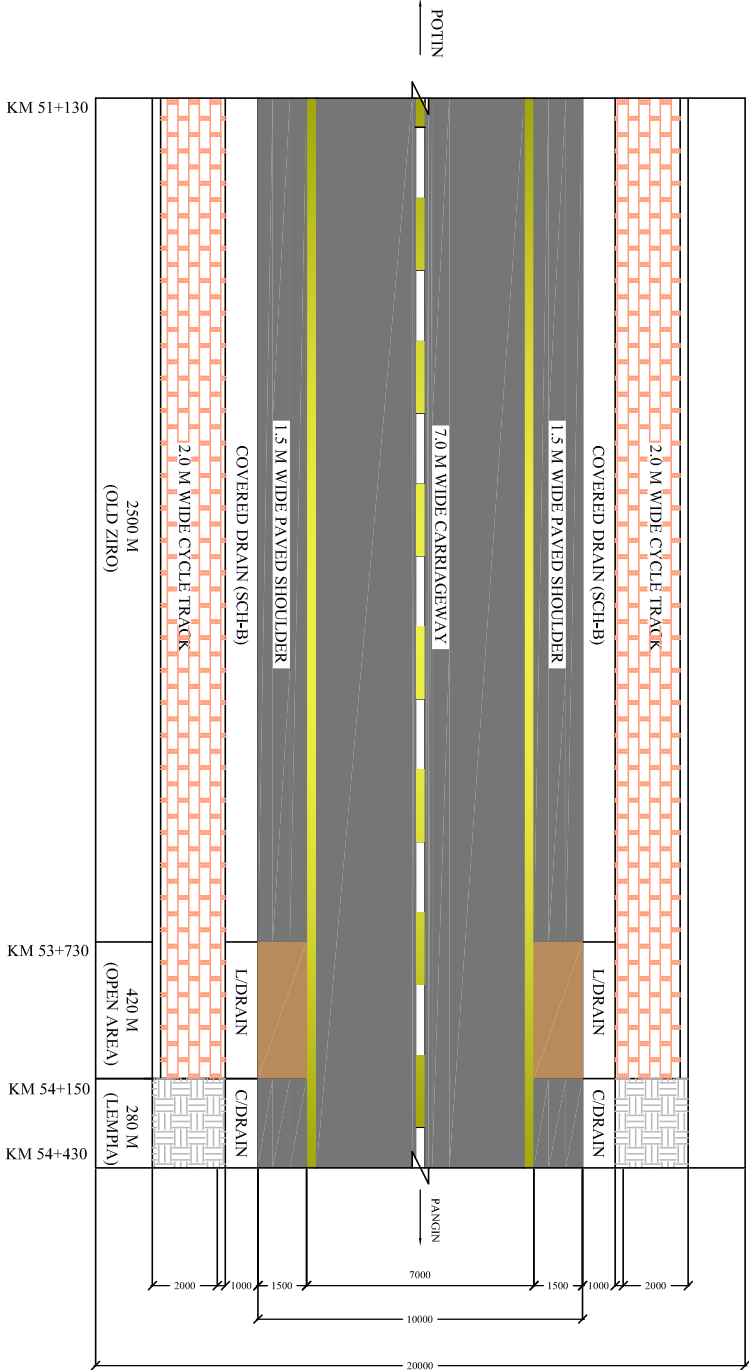 POTIN
KM 51+130
2.0 M WIDE CYCLE TRACK
COVERED DRAIN (SCH-B)
1.5 M WIDE PAVED SHOULDER
7.0 M WIDE CARRIAGEWAY
1.5 M WIDE PAVED SHOULDER
COVERED DRAIN (SCH-B)
2.0 M WIDE CYCLE TRACK
2500 M
(OLD ZIRO)
KM 53+730
L/DRAIN
L/DRAIN
420 M
(OPEN AREA)
KM 54+150
C/DRAIN
C/DRAIN
280 M
(LEMPIA)
KM 54+430
PANGIN
2000
1000
1500
7000
1500
1000
2000
10000
20000